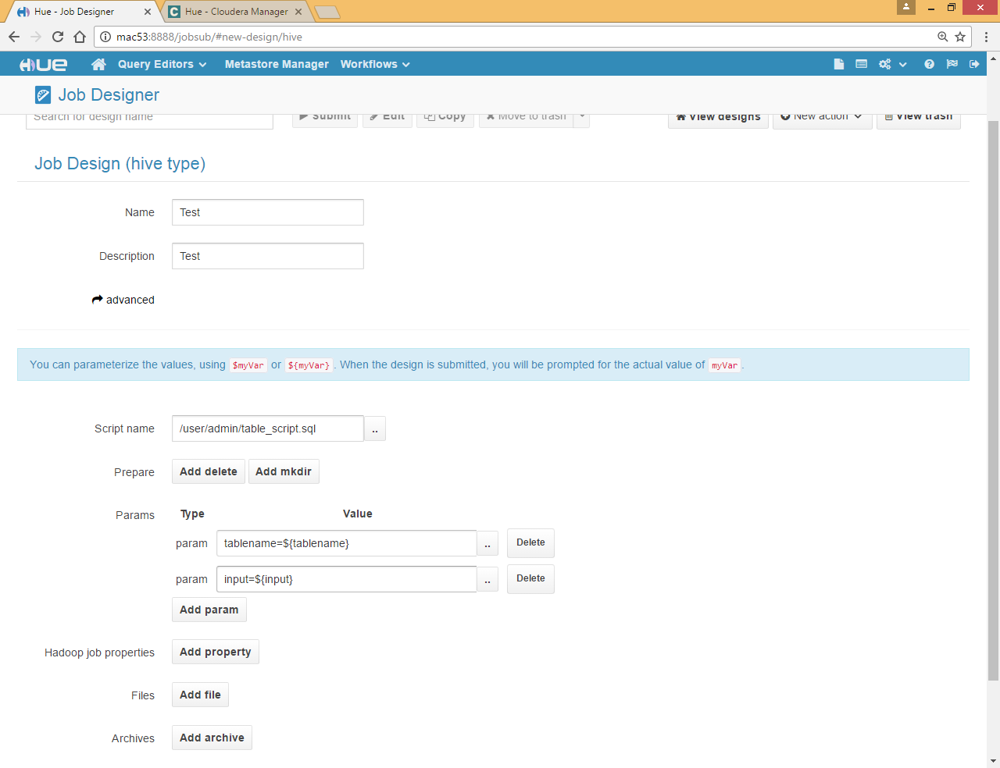 Hue - Job Designer
Hue - Cloudera Manager
mac53:8888/jobsub/#new-design/hive
HUE Query Editors Metastore Manager Workflows
Job Designer
Search for design name Submit Edit Copy Move to trash View designs New action View trash
Job Design (hive type)
Name Test
Description Test
advanced
You can parameterize the values, using $myVar or ${myVar}. When the design is submitted, you will be prompted for the actual value of myVar.
Script name /user/admin/table_script.sql ..
Prepare Add delete Add mkdir
Params Type Value
param tablename=${tablename} .. Delete
param input=${input} .. Delete
Add param
Hadoop job properties Add property
Files Add file
Archives Add archive